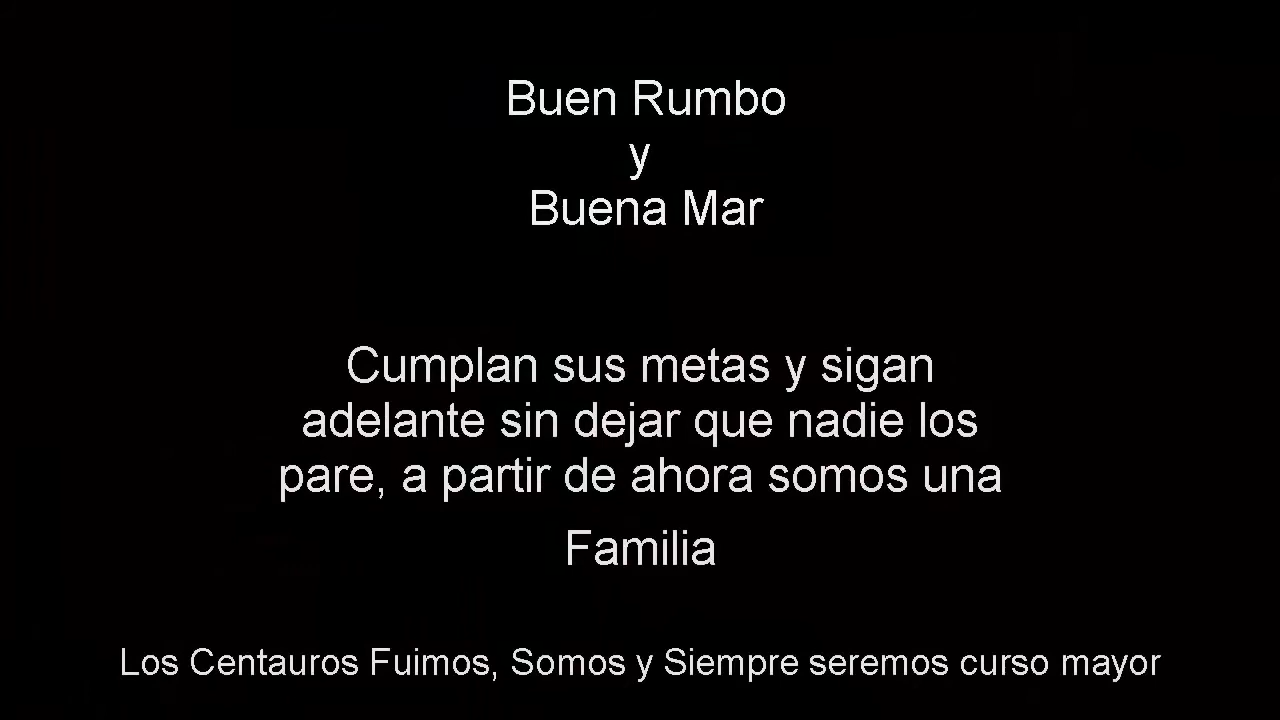 Buen Rumbo
y
Buena Mar
Cumplan sus metas y sigan
adelante sin dejar que nadie los
pare, a partir de ahora somos una
Familia
Los Centauros Fuimos, Somos y Siempre seremos curso mayor